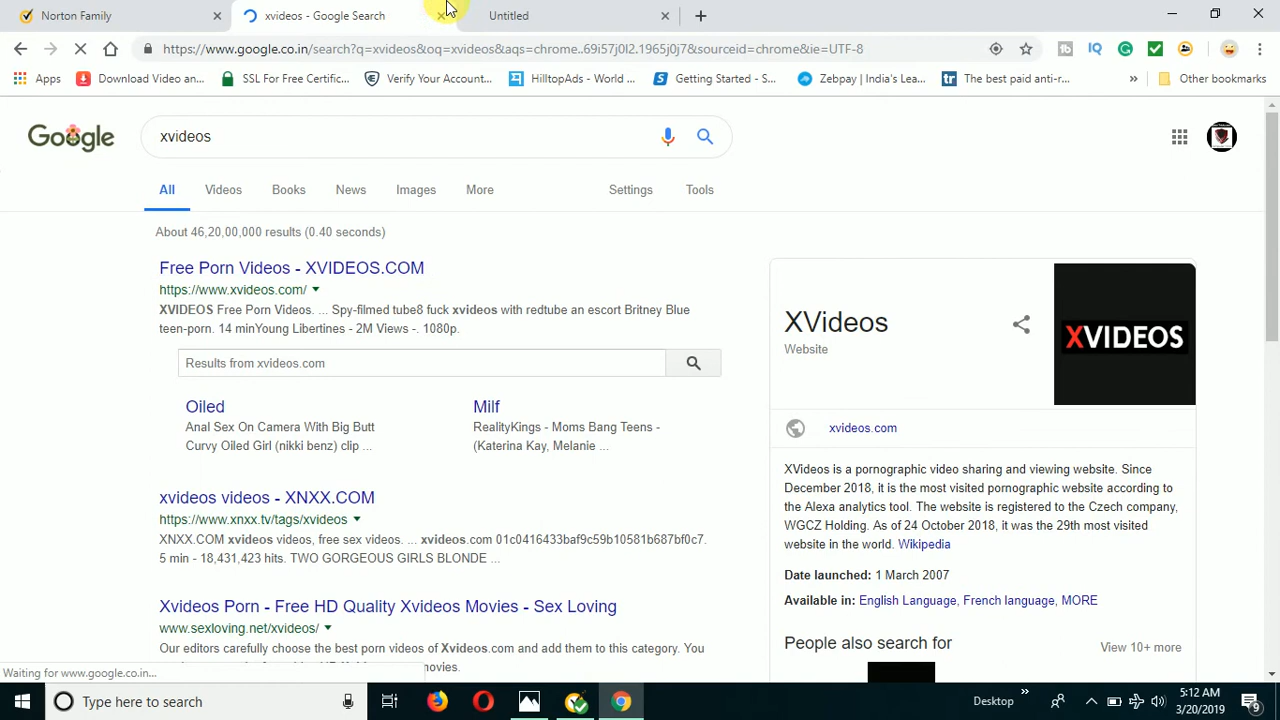 Norton Family
xvideos - Google Search
Untitled
https://www.google.co.in/search?q=xvideos&oq=xvideos&aqs=chrome..69i57j0l2.1965j0j7&sourceid=chrome&ie=UTF-8
Apps
Download Video an...
SSL For Free Certific...
Verify Your Account...
HilltopAds - World ...
Getting Started - S...
Zebpay | India's Lea...
The best paid anti-r...
Other bookmarks
Google
xvideos
All Videos Books News Images More Settings Tools
About 46,20,00,000 results (0.40 seconds)
Free Porn Videos - XVIDEOS.COM
https://www.xvideos.com/
XVIDEOS Free Porn Videos. ... Spy-filmed tube8 fuck xvideos with redtube an escort Britney Blue
teen-porn. 14 minYoung Libertines - 2M Views -. 1080p.
Results from xvideos.com
Oiled
Anal Sex On Camera With Big Butt
Curvy Oiled Girl (nikki benz) clip ...
Milf
RealityKings - Moms Bang Teens -
(Katerina Kay, Melanie ...
xvideos videos - XNXX.COM
https://www.xnxx.tv/tags/xvideos
XNXX.COM xvideos videos, free sex videos. ... xvideos.com 01c0416433baf9c59b10581b687bf0c7.
5 min - 18,431,423 hits. TWO GORGEOUS GIRLS BLONDE ...
Xvideos Porn - Free HD Quality Xvideos Movies - Sex Loving
www.sexloving.net/xvideos/
Our editors carefully choose the best porn videos of Xvideos.com and add them to this category. You
movies.
XVideos
Website
XVIDEOS
xvideos.com
XVideos is a pornographic video sharing and viewing website. Since
December 2018, it is the most visited pornographic website according to
the Alexa analytics tool. The website is registered to the Czech company,
WGCZ Holding. As of 24 October 2018, it was the 29th most visited
website in the world. Wikipedia
Date launched: 1 March 2007
Available in: English Language, French language, MORE
People also search for
View 10+ more
Waiting for www.google.co.in...
Type here to search
Desktop
5:12 AM
3/20/2019